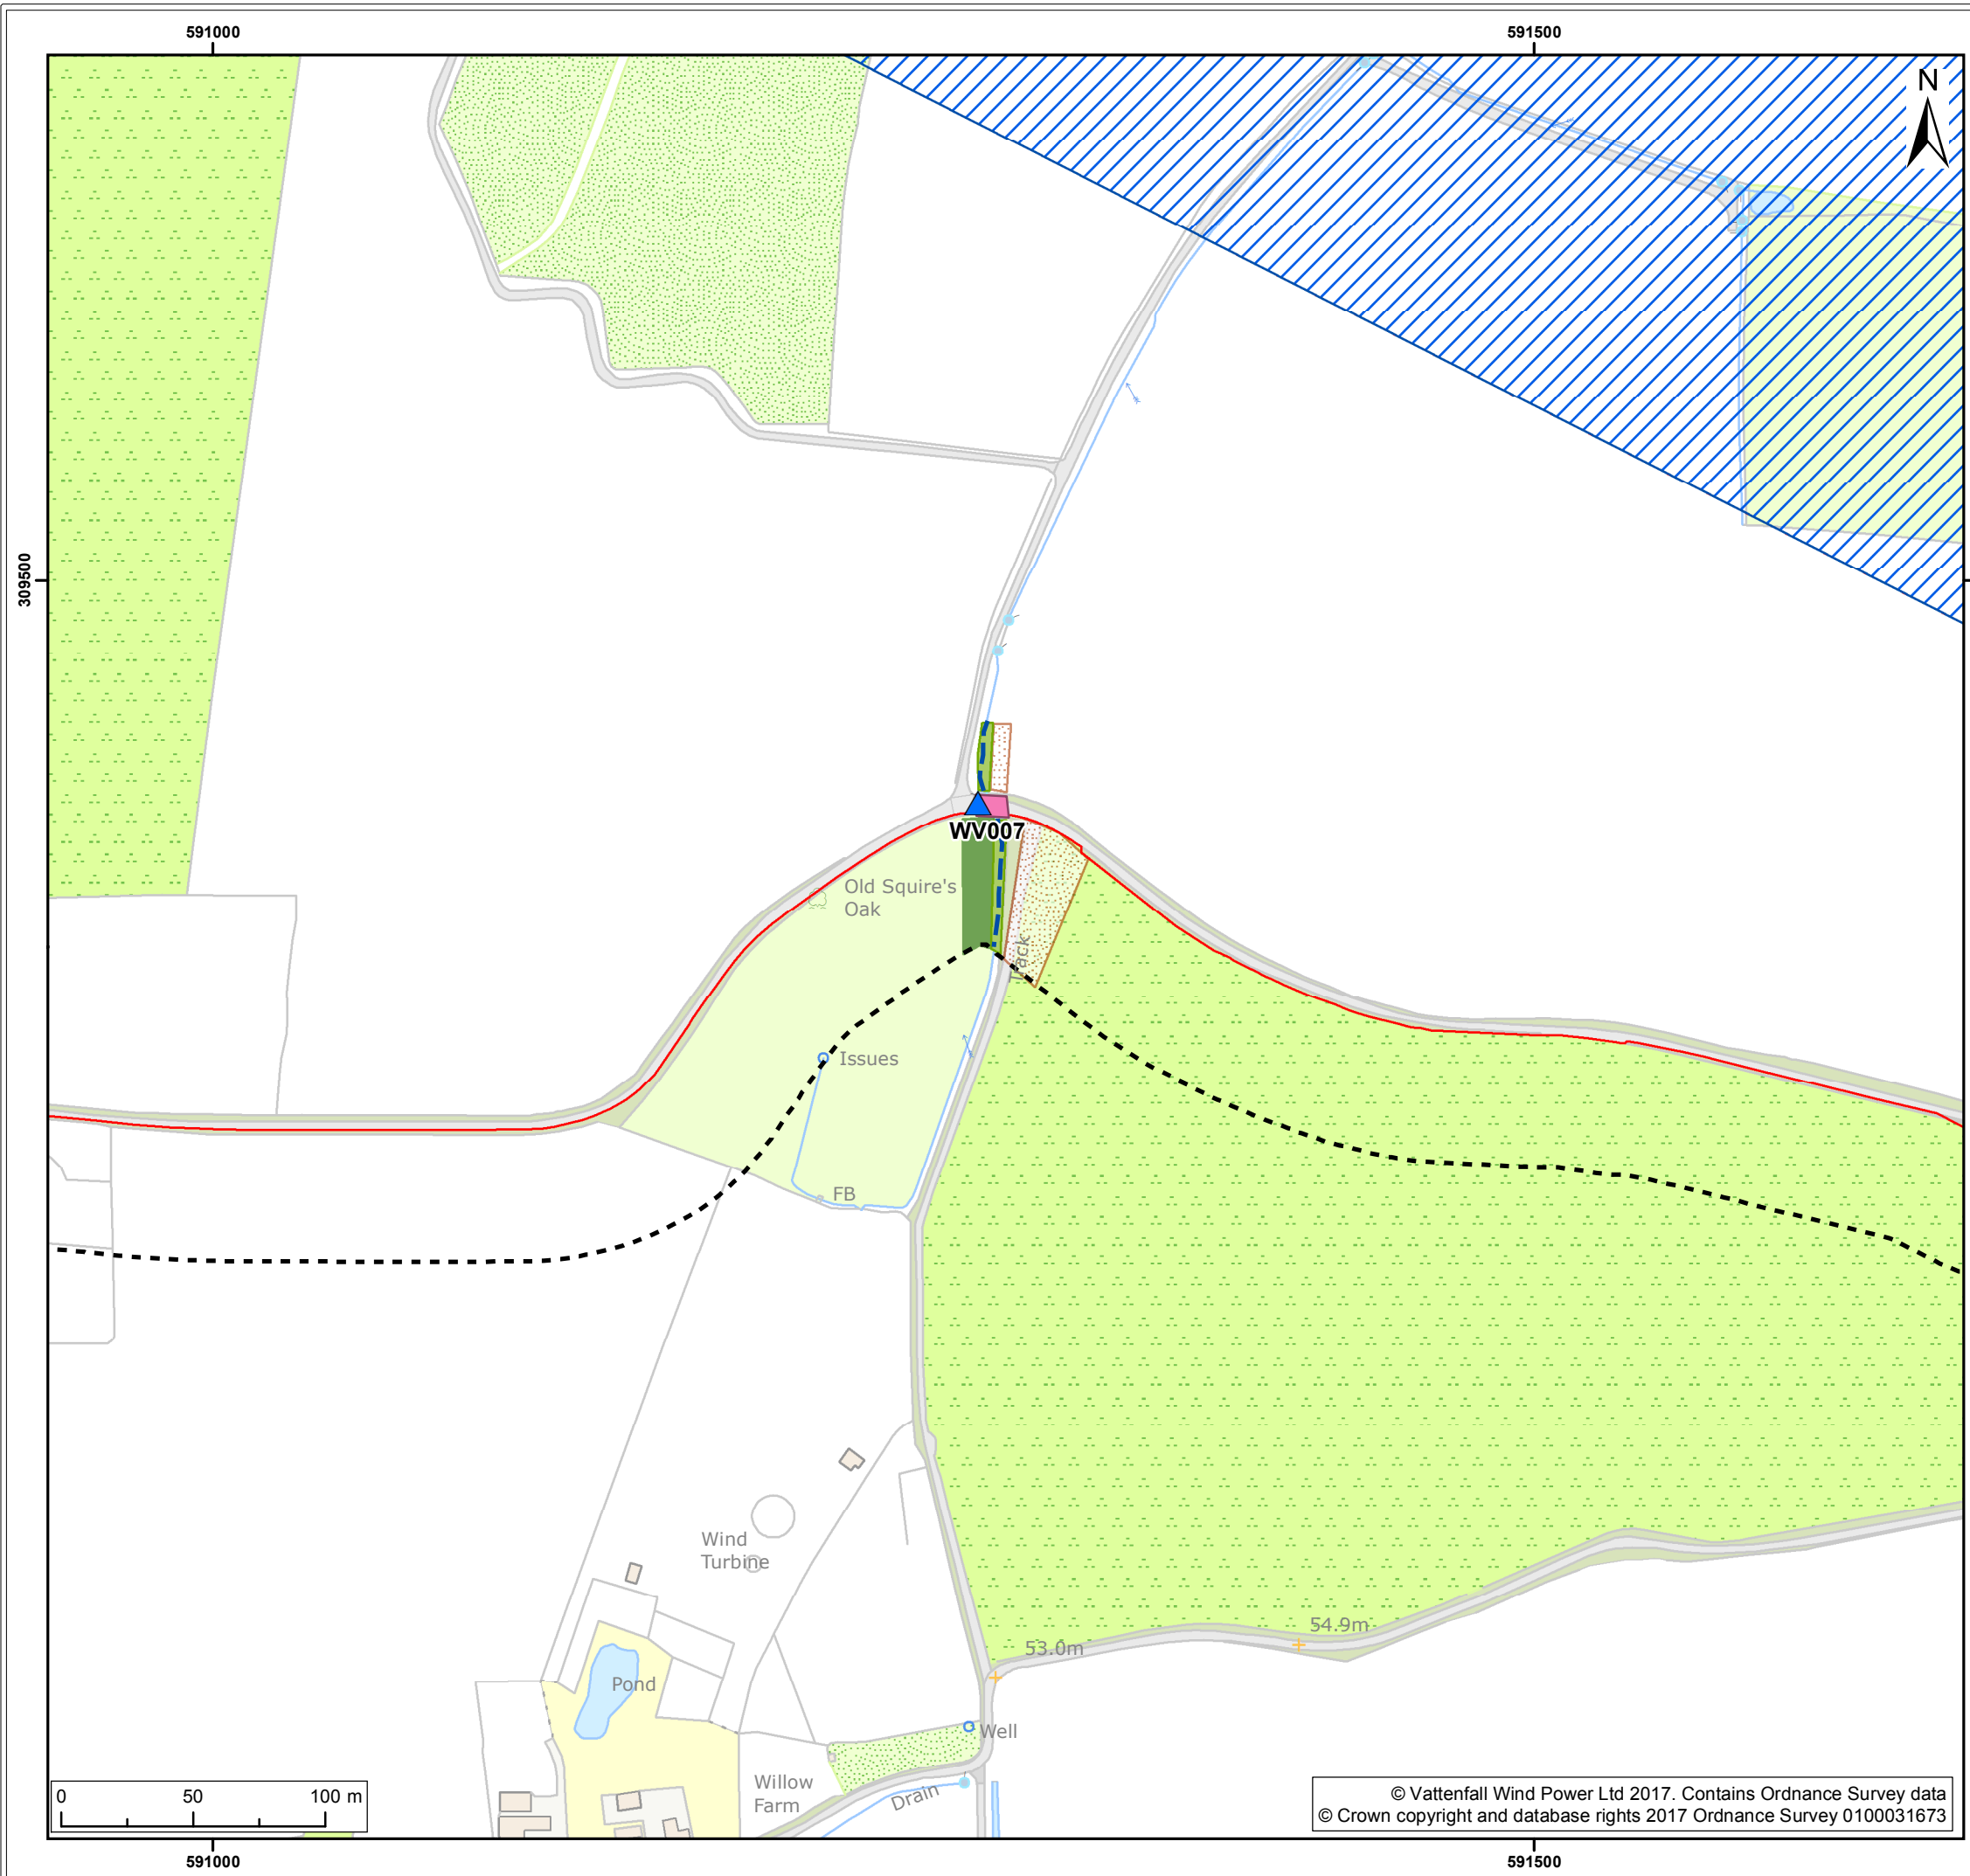 591000
591500
N
309500
WV007
Old Squire's
Oak
Track
Issues
FB
Wind
Turbine
54.9m
53.0m
Pond
Well
Willow
Farm
Drain
0 50 100 m
© Vattenfall Wind Power Ltd 2017. Contains Ordnance Survey data
© Crown copyright and database rights 2017 Ordnance Survey 0100031673
591000
591500